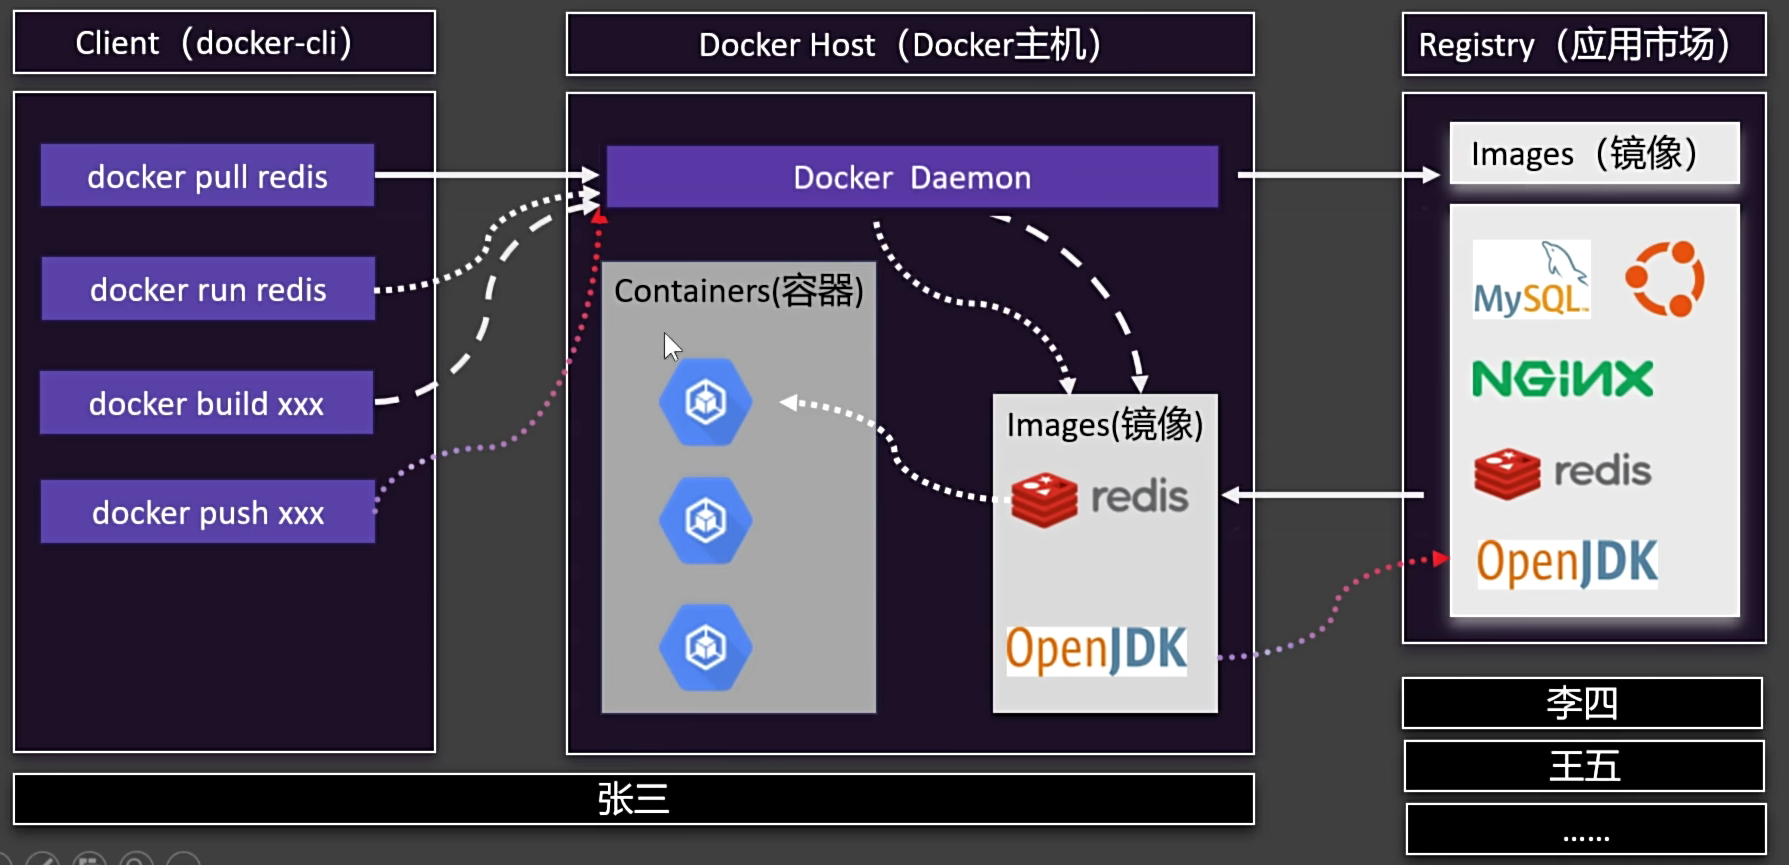 Client（docker-cli）
Docker Host（Docker主机）
Registry（应用市场）
docker pull redis
docker run redis
docker build xxx
docker push xxx
Docker Daemon
Containers(容器)
Images(镜像)
redis
OpenJDK
Images（镜像）
MySQL
NGINX
redis
OpenJDK
张三
李四
王五
......